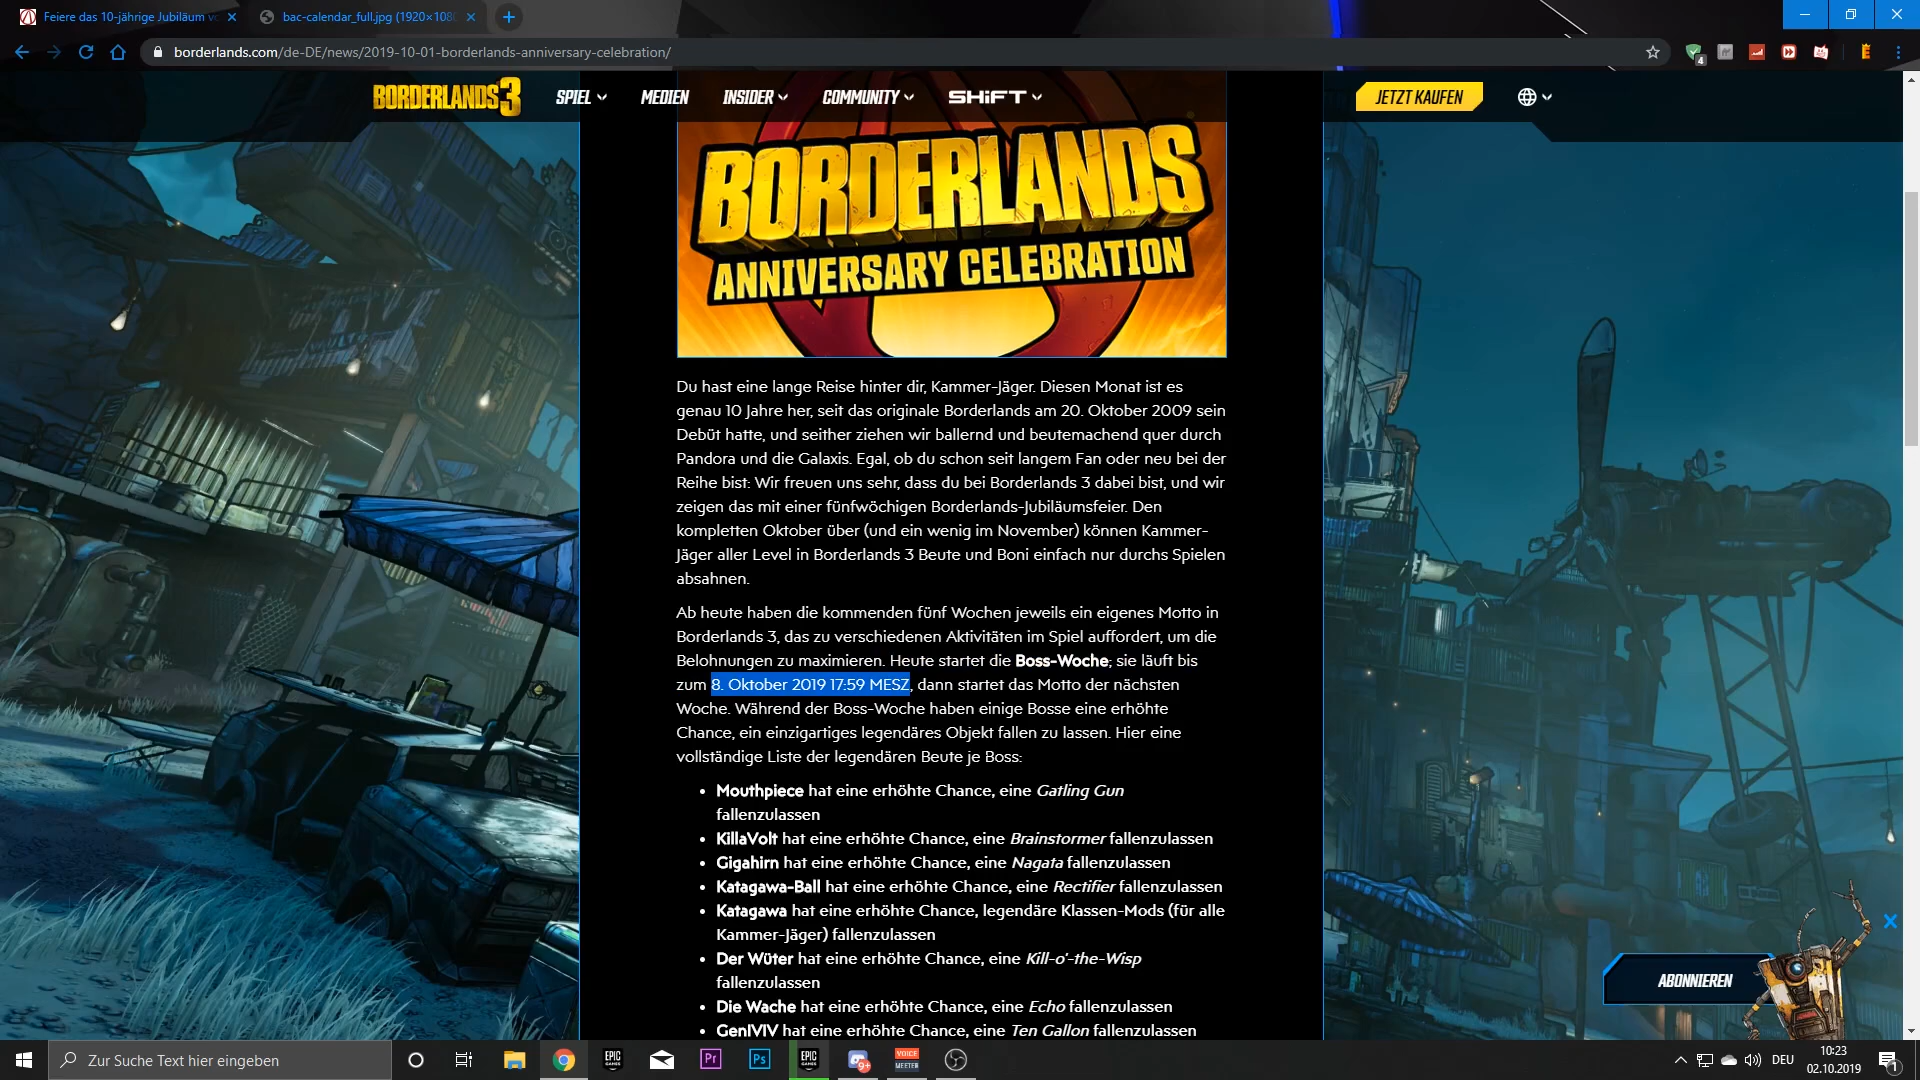 Feiere das 10-jährige Jubiläum v
bac-calendar_full.jpg (1920×108
borderlands.com/de-DE/news/2019-10-01-borderlands-anniversary-celebration/
4
BORDERLANDS 3
SPIEL
MEDIEN
INSIDER
COMMUNITY
SHiFT
JETZT KAUFEN
BORDERLANDS
ANNIVERSARY CELEBRATION
Du hast eine lange Reise hinter dir, Kammer-Jäger. Diesen Monat ist es
genau 10 Jahre her, seit das originale Borderlands am 20. Oktober 2009 sein
Debüt hatte, und seither ziehen wir ballernd und beutemachend quer durch
Pandora und die Galaxis. Egal, ob du schon seit langem Fan oder neu bei der
Reihe bist: Wir freuen uns sehr, dass du bei Borderlands 3 dabei bist, und wir
zeigen das mit einer fünfwöchigen Borderlands-Jubiläumsfeier. Den
kompletten Oktober über (und ein wenig im November) können Kammer-
Jäger aller Level in Borderlands 3 Beute und Boni einfach nur durchs Spielen
absahnen.
Ab heute haben die kommenden fünf Wochen jeweils ein eigenes Motto in
Borderlands 3, das zu verschiedenen Aktivitäten im Spiel auffordert, um die
Belohnungen zu maximieren. Heute startet die Boss-Woche; sie läuft bis
zum 8. Oktober 2019 17:59 MESZ, dann startet das Motto der nächsten
Woche. Während der Boss-Woche haben einige Bosse eine erhöhte
Chance, ein einzigartiges legendäres Objekt fallen zu lassen. Hier eine
vollständige Liste der legendären Beute je Boss:
• Mouthpiece hat eine erhöhte Chance, eine Gatling Gun
fallenzulassen
• KillaVolt hat eine erhöhte Chance, eine Brainstormer fallenzulassen
• Gigahirn hat eine erhöhte Chance, eine Nagata fallenzulassen
• Katagawa-Ball hat eine erhöhte Chance, eine Rectifier fallenzulassen
• Katagawa hat eine erhöhte Chance, legendäre Klassen-Mods (für alle
Kammer-Jäger) fallenzulassen
• Der Wüter hat eine erhöhte Chance, eine Kill-o'-the-Wisp
fallenzulassen
• Die Wache hat eine erhöhte Chance, eine Echo fallenzulassen
• GenIVIV hat eine erhöhte Chance, eine Ten Gallon fallenzulassen
ABONNIEREN
Zur Suche Text hier eingeben
EPIC
GAMES
Pr
Ps
EPIC
GAMES
9+
VOICE
MEETER
DEU
10:23
02.10.2019
1